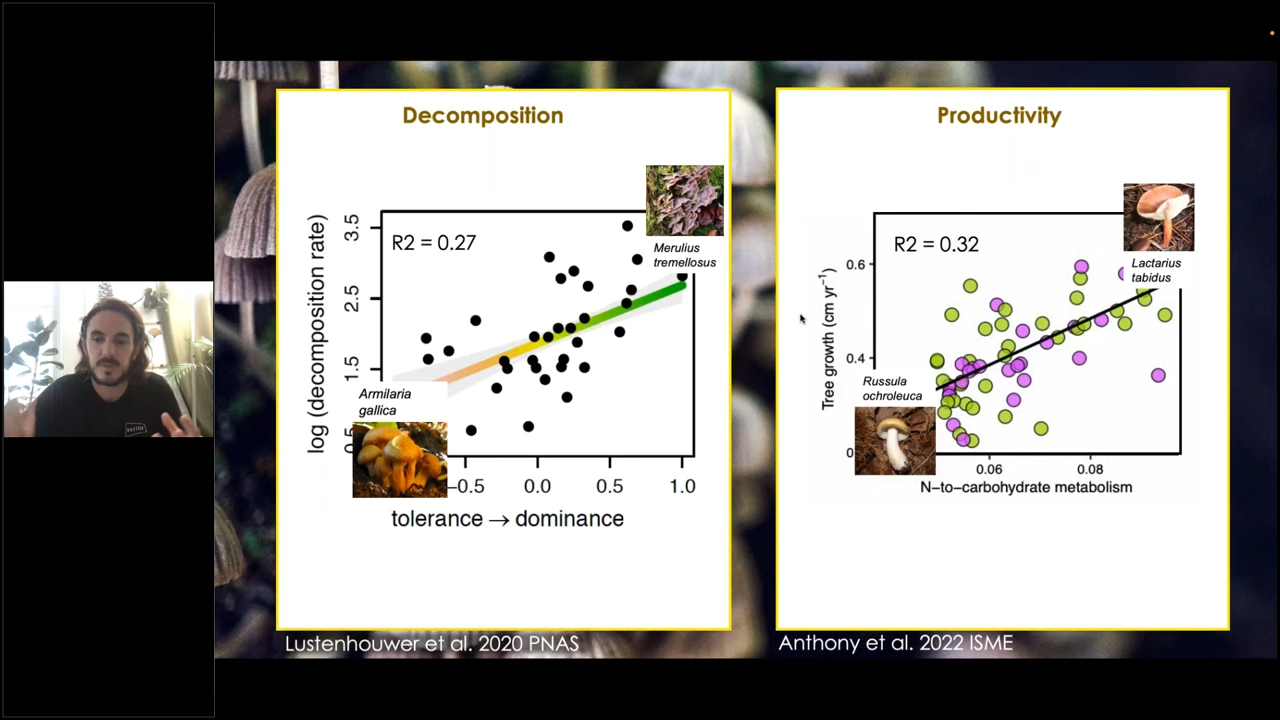 Decomposition
R2 = 0.27
Merulius
tremellosus
Armilaria
gallica
log (decomposition rate)
3.5
2.5
1.5
−0.5
0.0
0.5
1.0
tolerance → dominance
Lustenhouwer et al. 2020 PNAS
Productivity
R2 = 0.32
Lactarius
tabidus
Russula
ochroleuca
Tree growth (cm yr⁻¹)
0.6
0.4
0.06
0.08
N−to−carbohydrate metabolism
Anthony et al. 2022 ISME